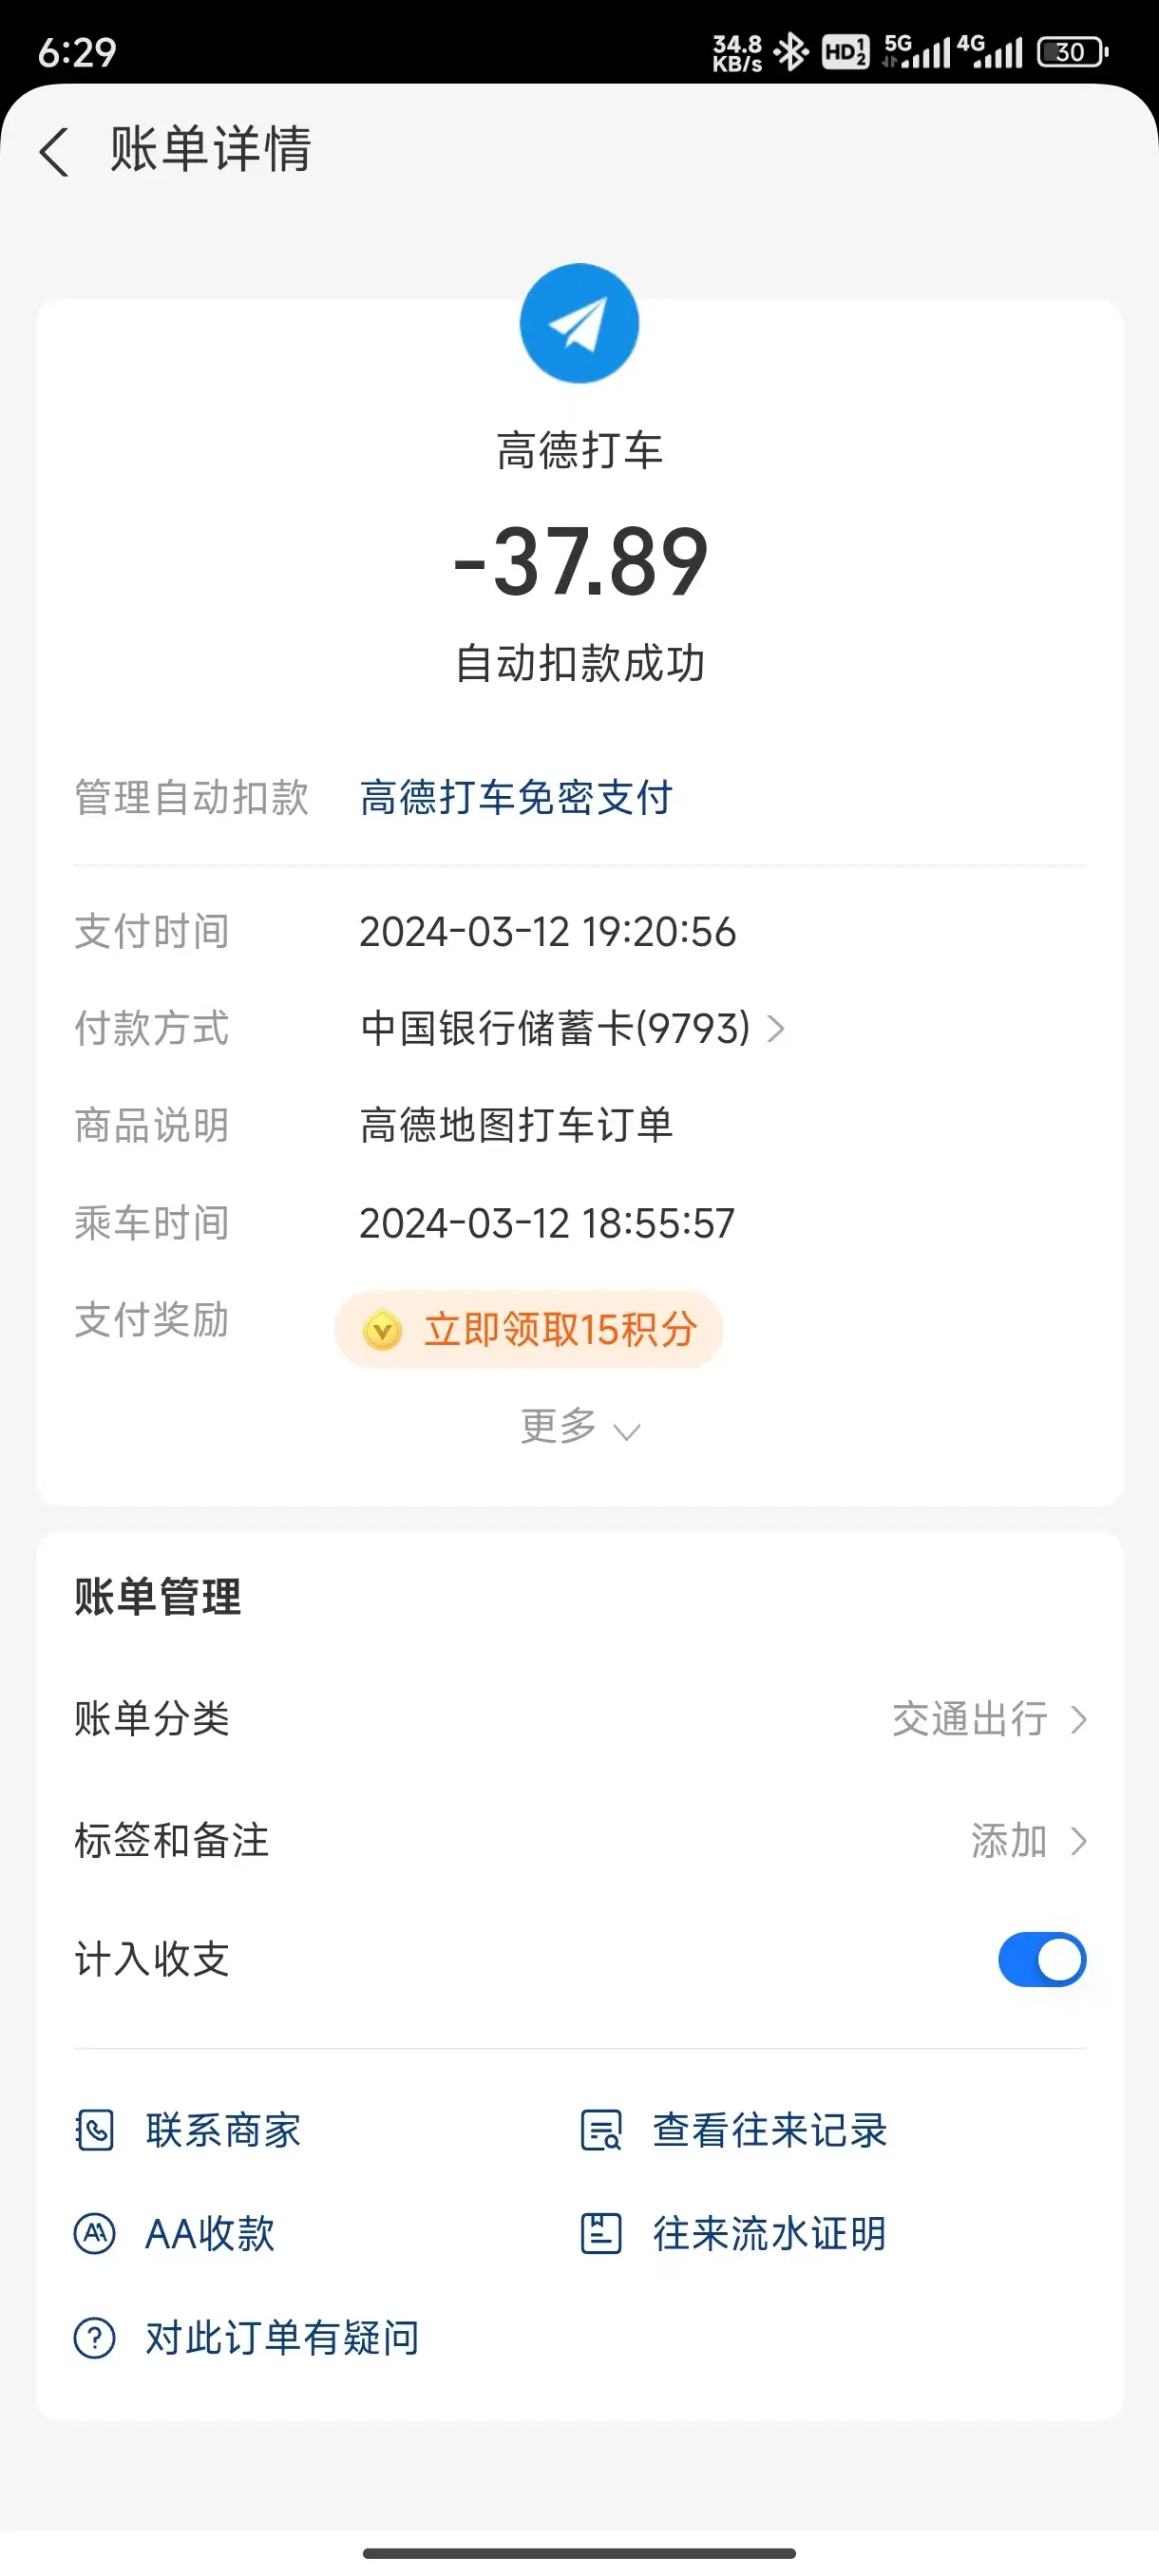 6:29
34.8 KB/s HD 1 2 5G 4G 30
账单详情
高德打车
-37.89
自动扣款成功
管理自动扣款 高德打车免密支付
支付时间 2024-03-12 19:20:56
付款方式 中国银行储蓄卡(9793)
商品说明 高德地图打车订单
乘车时间 2024-03-12 18:55:57
支付奖励 立即领取15积分
更多
账单管理
账单分类 交通出行
标签和备注 添加
计入收支
联系商家 查看往来记录
AA收款 往来流水证明
对此订单有疑问